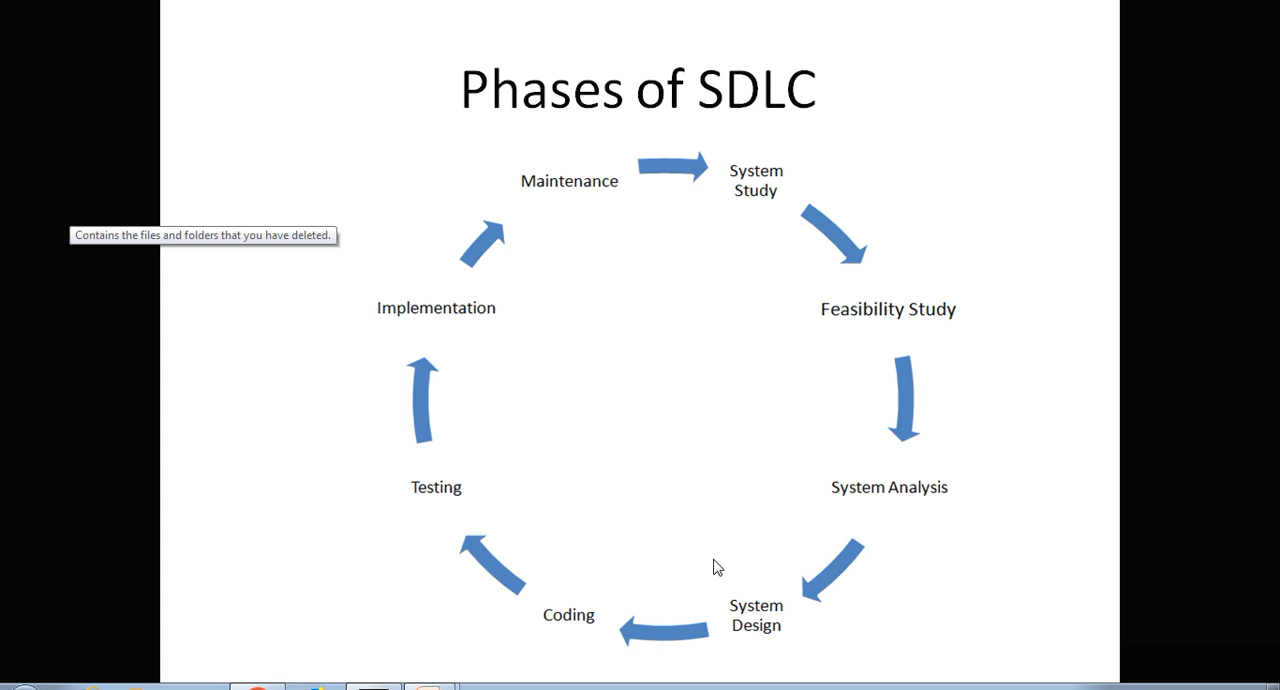 Phases of SDLC
Maintenance
System
Study
Contains the files and folders that you have deleted.
Implementation
Feasibility Study
Testing
System Analysis
Coding
System
Design